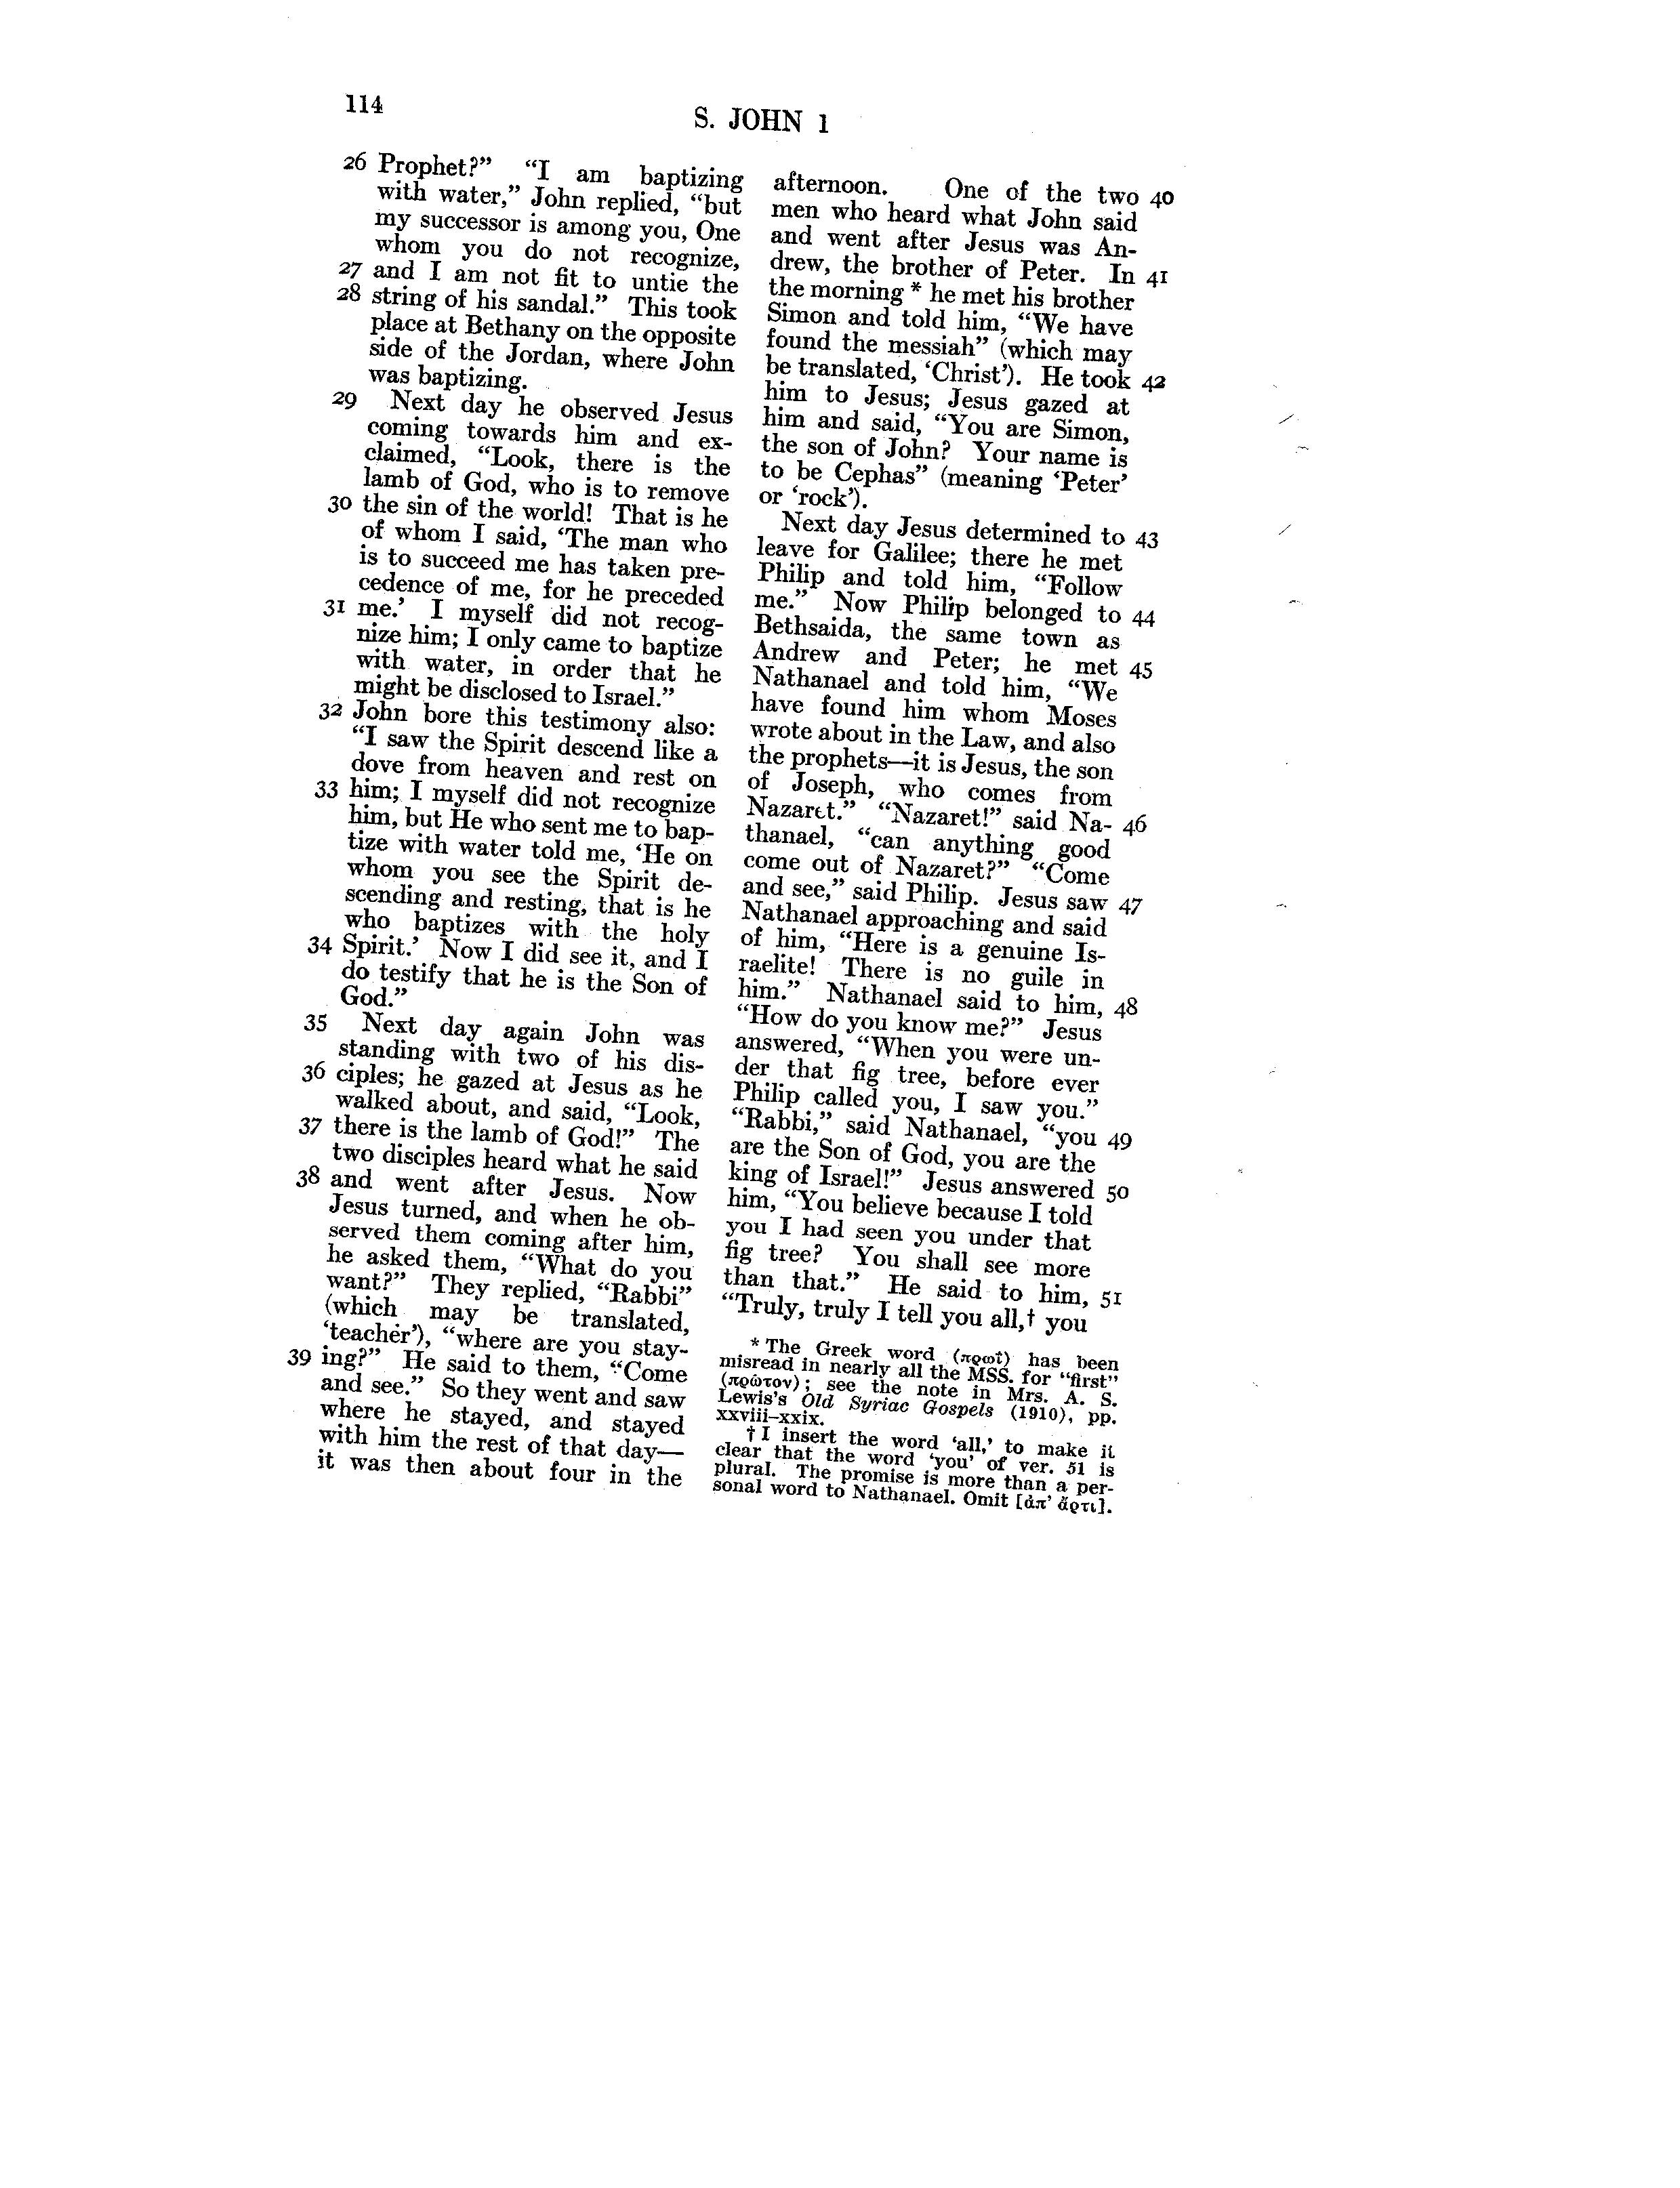 114
S. JOHN 1
26 Prophet?" "I am baptizing
with water," John replied, "but
my successor is among you, One
whom you do not recognize,
27 and I am not fit to untie the
28 string of his sandal." This took
place at Bethany on the opposite
side of the Jordan, where John
was baptizing.
29 Next day he observed Jesus
coming towards him and ex-
claimed, "Look, there is the
lamb of God, who is to remove
30 the sin of the world! That is he
of whom I said, 'The man who
is to succeed me has taken pre-
cedence of me, for he preceded
31 me.' I myself did not recog-
nize him; I only came to baptize
with water, in order that he
might be disclosed to Israel."
32 John bore this testimony also:
"I saw the Spirit descend like a
dove from heaven and rest on
33 him; I myself did not recognize
him, but He who sent me to bap-
tize with water told me, 'He on
whom you see the Spirit de-
scending and resting, that is he
who baptizes with the holy
34 Spirit.' Now I did see it, and I
do testify that he is the Son of
God."
35 Next day again John was
standing with two of his dis-
36 ciples; he gazed at Jesus as he
walked about, and said, "Look,
37 there is the lamb of God!" The
two disciples heard what he said
38 and went after Jesus. Now
Jesus turned, and when he ob-
served them coming after him,
he asked them, "What do you
want?" They replied, "Rabbi"
(which may be translated,
'teacher'), "where are you stay-
39 ing?" He said to them, "Come
and see." So they went and saw
where he stayed, and stayed
with him the rest of that day—
it was then about four in the
afternoon. One of the two 40
men who heard what John said
and went after Jesus was An-
drew, the brother of Peter. In 41
the morning * he met his brother
Simon and told him, "We have
found the messiah" (which may
be translated, 'Christ'). He took 42
him to Jesus; Jesus gazed at
him and said, "You are Simon,
the son of John? Your name is
to be Cephas" (meaning 'Peter'
or 'rock').
Next day Jesus determined to 43
leave for Galilee; there he met
Philip and told him, "Follow
me." Now Philip belonged to 44
Bethsaida, the same town as
Andrew and Peter; he met 45
Nathanael and told him, "We
have found him whom Moses
wrote about in the Law, and also
the prophets—it is Jesus, the son
of Joseph, who comes from
Nazaret." "Nazaret!" said Na- 46
thanael, "can anything good
come out of Nazaret?" "Come
and see," said Philip. Jesus saw 47
Nathanael approaching and said
of him, "Here is a genuine Is-
raelite! There is no guile in
him." Nathanael said to him, 48
"How do you know me?" Jesus
answered, "When you were un-
der that fig tree, before ever
Philip called you, I saw you."
"Rabbi," said Nathanael, "you 49
are the Son of God, you are the
king of Israel!" Jesus answered 50
him, "You believe because I told
you I had seen you under that
fig tree? You shall see more
than that." He said to him, 51
"Truly, truly I tell you all,† you
* The Greek word (πρωῒ) has been
misread in nearly all the MSS. for "first"
(πρῶτον); see the note in Mrs. A. S.
Lewis's Old Syriac Gospels (1910), pp.
xxviii–xxix.
† I insert the word 'all,' to make it
clear that the word 'you' of ver. 51 is
plural. The promise is more than a per-
sonal word to Nathanael. Omit [ἀπ' ἄρτι].